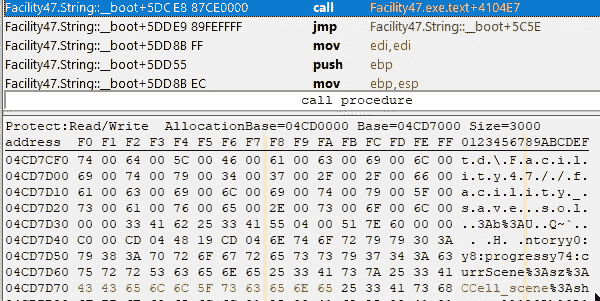 Facility47.String::__boot+5DC E8 87CE0000 call Facility47.exe.text+4104E7
Facility47.String::__boot+5DD E9 89FEFFFF jmp Facility47.String::__boot+5C5E
Facility47.String::__boot+5DD8B FF mov edi,edi
Facility47.String::__boot+5DD55 push ebp
Facility47.String::__boot+5DD8B EC mov ebp,esp
call procedure
Protect:Read/Write AllocationBase=04CD0000 Base=04CD7000 Size=3000
address F0 F1 F2 F3 F4 F5 F6 F7 F8 F9 FA FB FC FD FE FF 0123456789ABCDEF
04CD7CF0 74 00 64 00 5C 00 46 00 61 00 63 00 69 00 6C 00 t.d.\.F.a.c.i.l.
04CD7D00 69 00 74 00 79 00 34 00 37 00 2F 00 2F 00 66 00 i.t.y.4.7././.f.
04CD7D10 61 00 63 00 69 00 6C 00 69 00 74 00 79 00 5F 00 a.c.i.l.i.t.y._.
04CD7D20 73 00 61 00 76 00 65 00 2E 00 73 00 6F 00 6C 00 s.a.v.e...s.o.l.
04CD7D30 00 00 33 41 62 25 33 41 55 04 00 51 7E 60 00 00 ..3Ab%3AU..Q~`..
04CD7D40 C0 00 CD 04 48 19 CD 04 6E 74 6F 72 79 79 30 3A ....H...ntoryy0:
04CD7D50 79 38 3A 70 72 6F 67 72 65 73 73 79 37 34 3A 63 y8:progressy74:c
04CD7D60 75 72 72 53 63 65 6E 65 25 33 41 73 7A 25 33 41 urrScene%3Asz%3A
04CD7D70 43 43 65 6C 6C 5F 73 63 65 6E 65 25 33 41 73 68 CCell_scene%3Ash